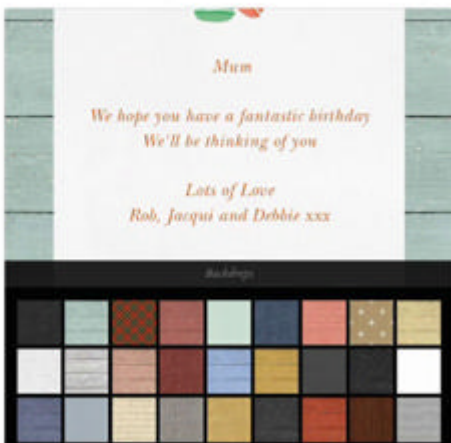 Mum
We hope you have a fantastic birthday
We'll be thinking of you
Lots of Love
Rob, Jacqui and Debbie xxx
Backdrops